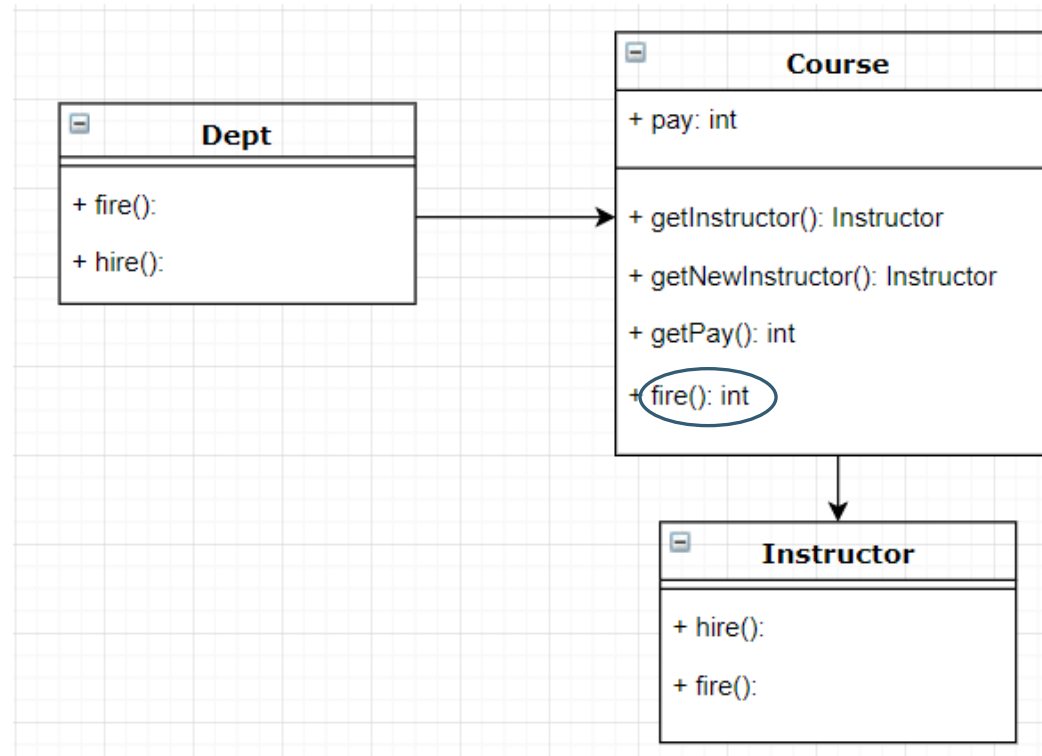 Dept
+ fire():
+ hire():
Course
+ pay: int
+ getInstructor(): Instructor
+ getNewInstructor(): Instructor
+ getPay(): int
+ fire(): int
Instructor
+ hire():
+ fire():